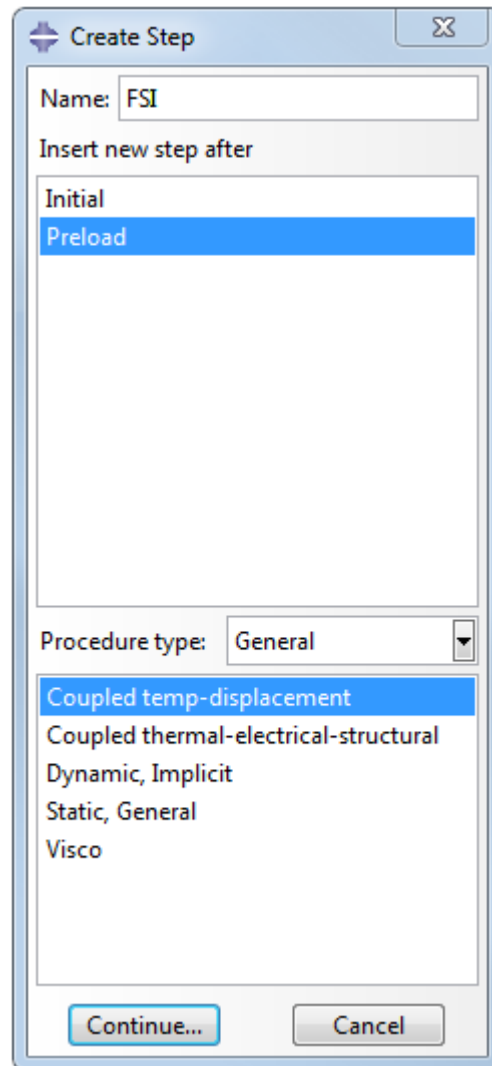 Create Step
Name: FSI
Insert new step after
Initial
Preload
Procedure type: General
Coupled temp-displacement
Coupled thermal-electrical-structural
Dynamic, Implicit
Static, General
Visco
Continue... Cancel